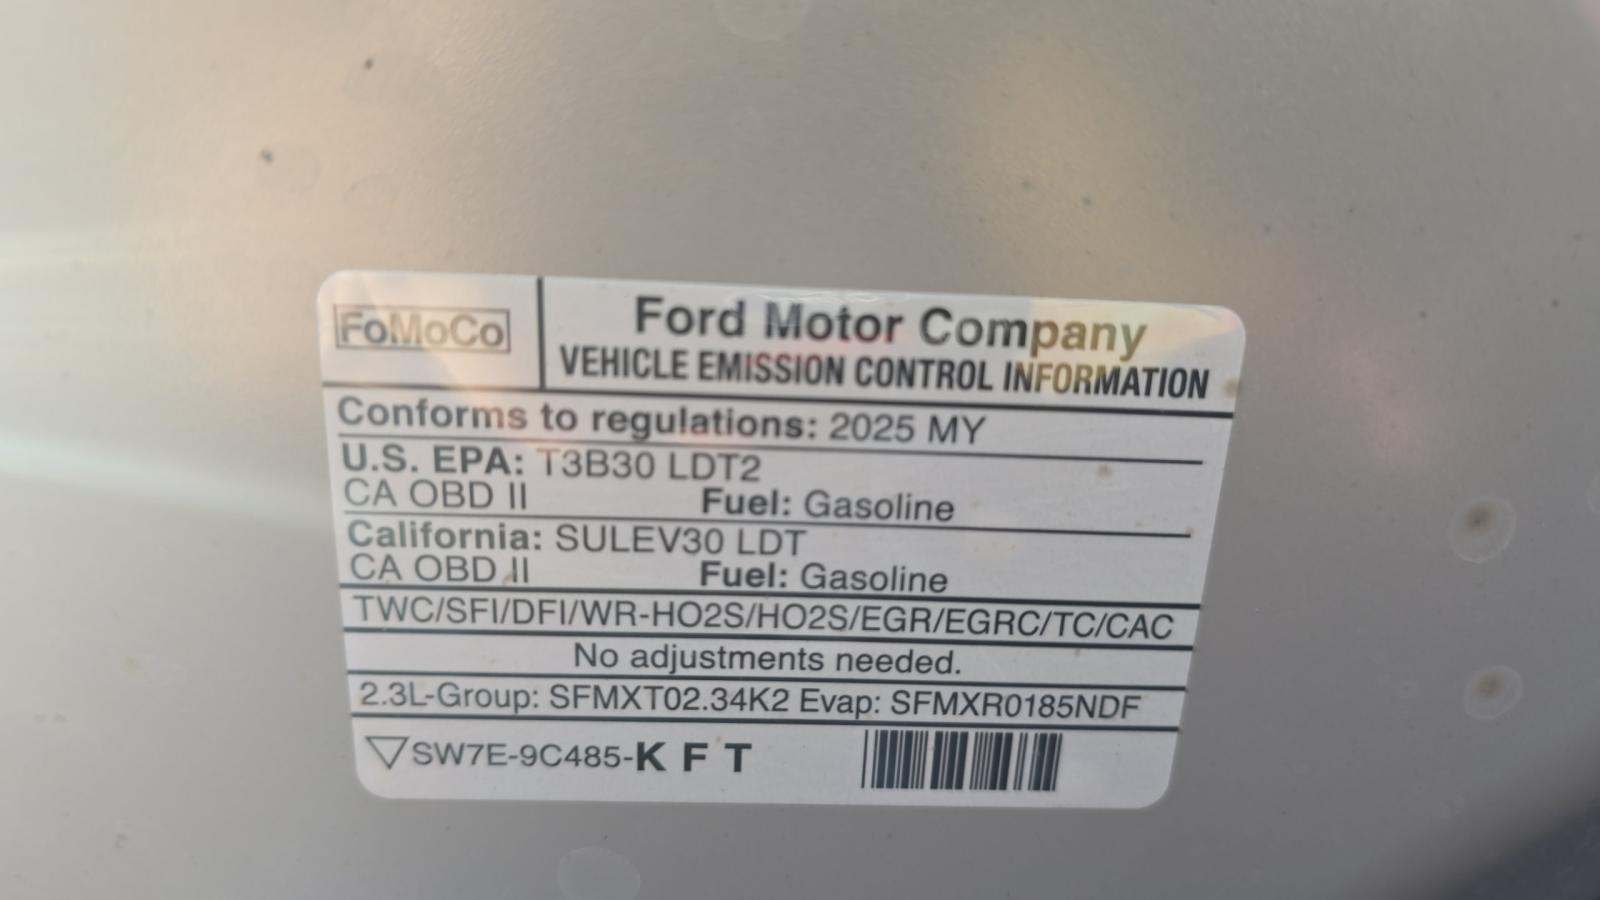 FoMoCo
Ford Motor Company
VEHICLE EMISSION CONTROL INFORMATION
Conforms to regulations: 2025 MY
U.S. EPA: T3B30 LDT2
CA OBD II Fuel: Gasoline
California: SULEV30 LDT
CA OBD II Fuel: Gasoline
TWC/SFI/DFI/WR-HO2S/HO2S/EGR/EGRC/TC/CAC
No adjustments needed.
2.3L-Group: SFMXT02.34K2 Evap: SFMXR0185NDF
SW7E-9C485-K F T